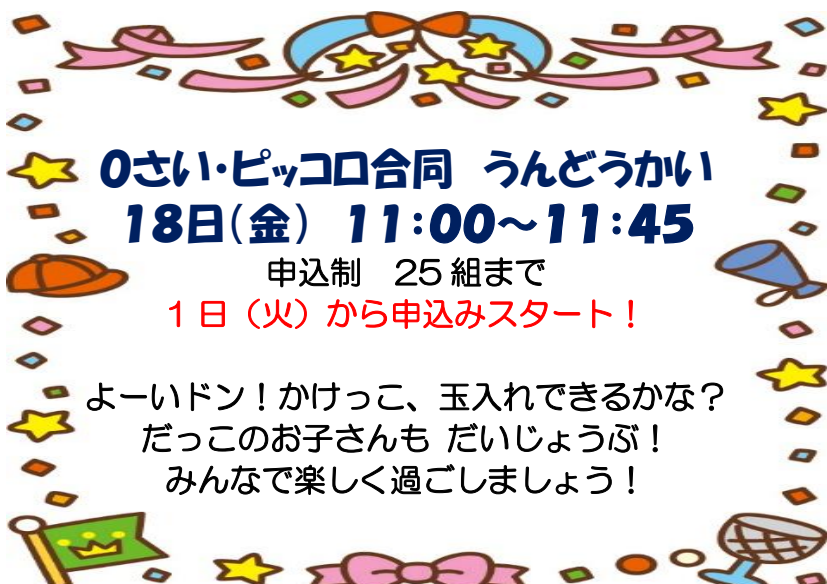 0さい・ピッコロ合同　うんどうかい
18日（金）　11：00～11：45
申込制　25組まで
1日（火）から申込みスタート！
よーいドン！かけっこ、玉入れできるかな？
だっこのお子さんも だいじょうぶ！
みんなで楽しく過ごしましょう！